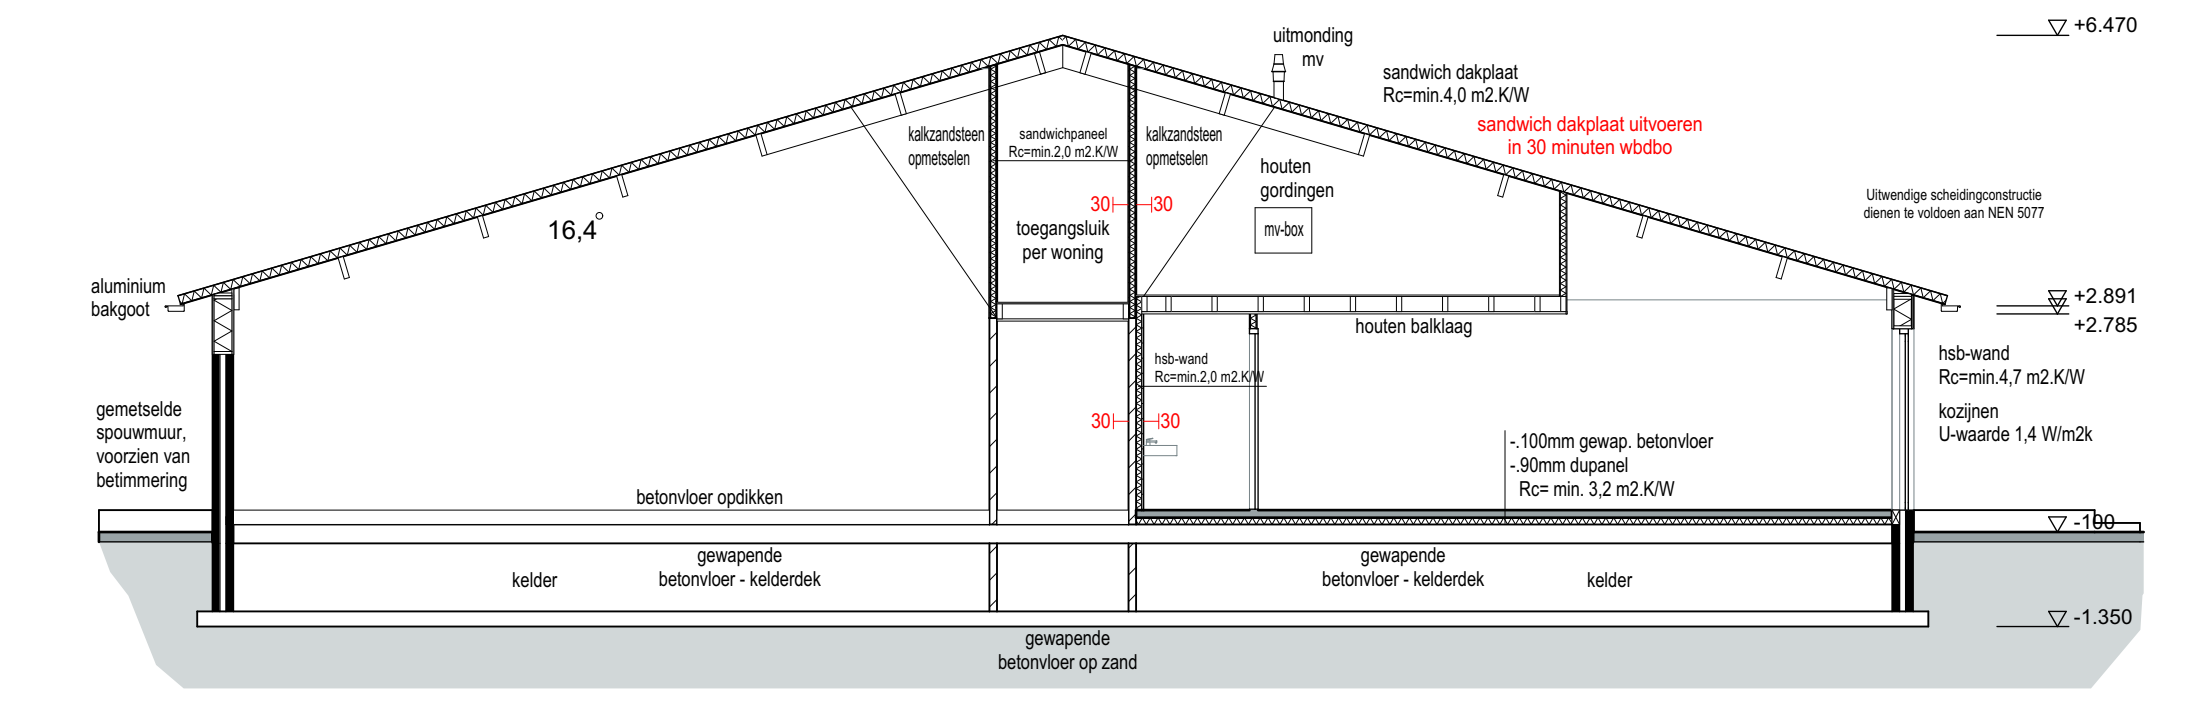 +6.470
uitmonding
mv
sandwich dakplaat
Rc=min.4,0 m2.K/W
sandwich dakplaat uitvoeren
in 30 minuten wbdbo
kalkzandsteen
opmetselen
sandwichpaneel
Rc=min.2,0 m2.K/W
kalkzandsteen
opmetselen
houten
gordingen
Uitwendige scheidingconstructie
dienen te voldoen aan NEN 5077
30 30
16,4°
toegangsluik
per woning
mv-box
aluminium
bakgoot
+2.891
+2.785
houten balklaag
hsb-wand
Rc=min.2,0 m2.K/W
hsb-wand
Rc=min.4,7 m2.K/W
gemetselde
spouwmuur,
voorzien van
betimmering
kozijnen
U-waarde 1,4 W/m2k
30 30
-.100mm gewap. betonvloer
-.90mm dupanel
Rc= min. 3,2 m2.K/W
betonvloer opdikken
-100
gewapende
betonvloer - kelderdek
kelder
gewapende
betonvloer - kelderdek
kelder
-1.350
gewapende
betonvloer op zand